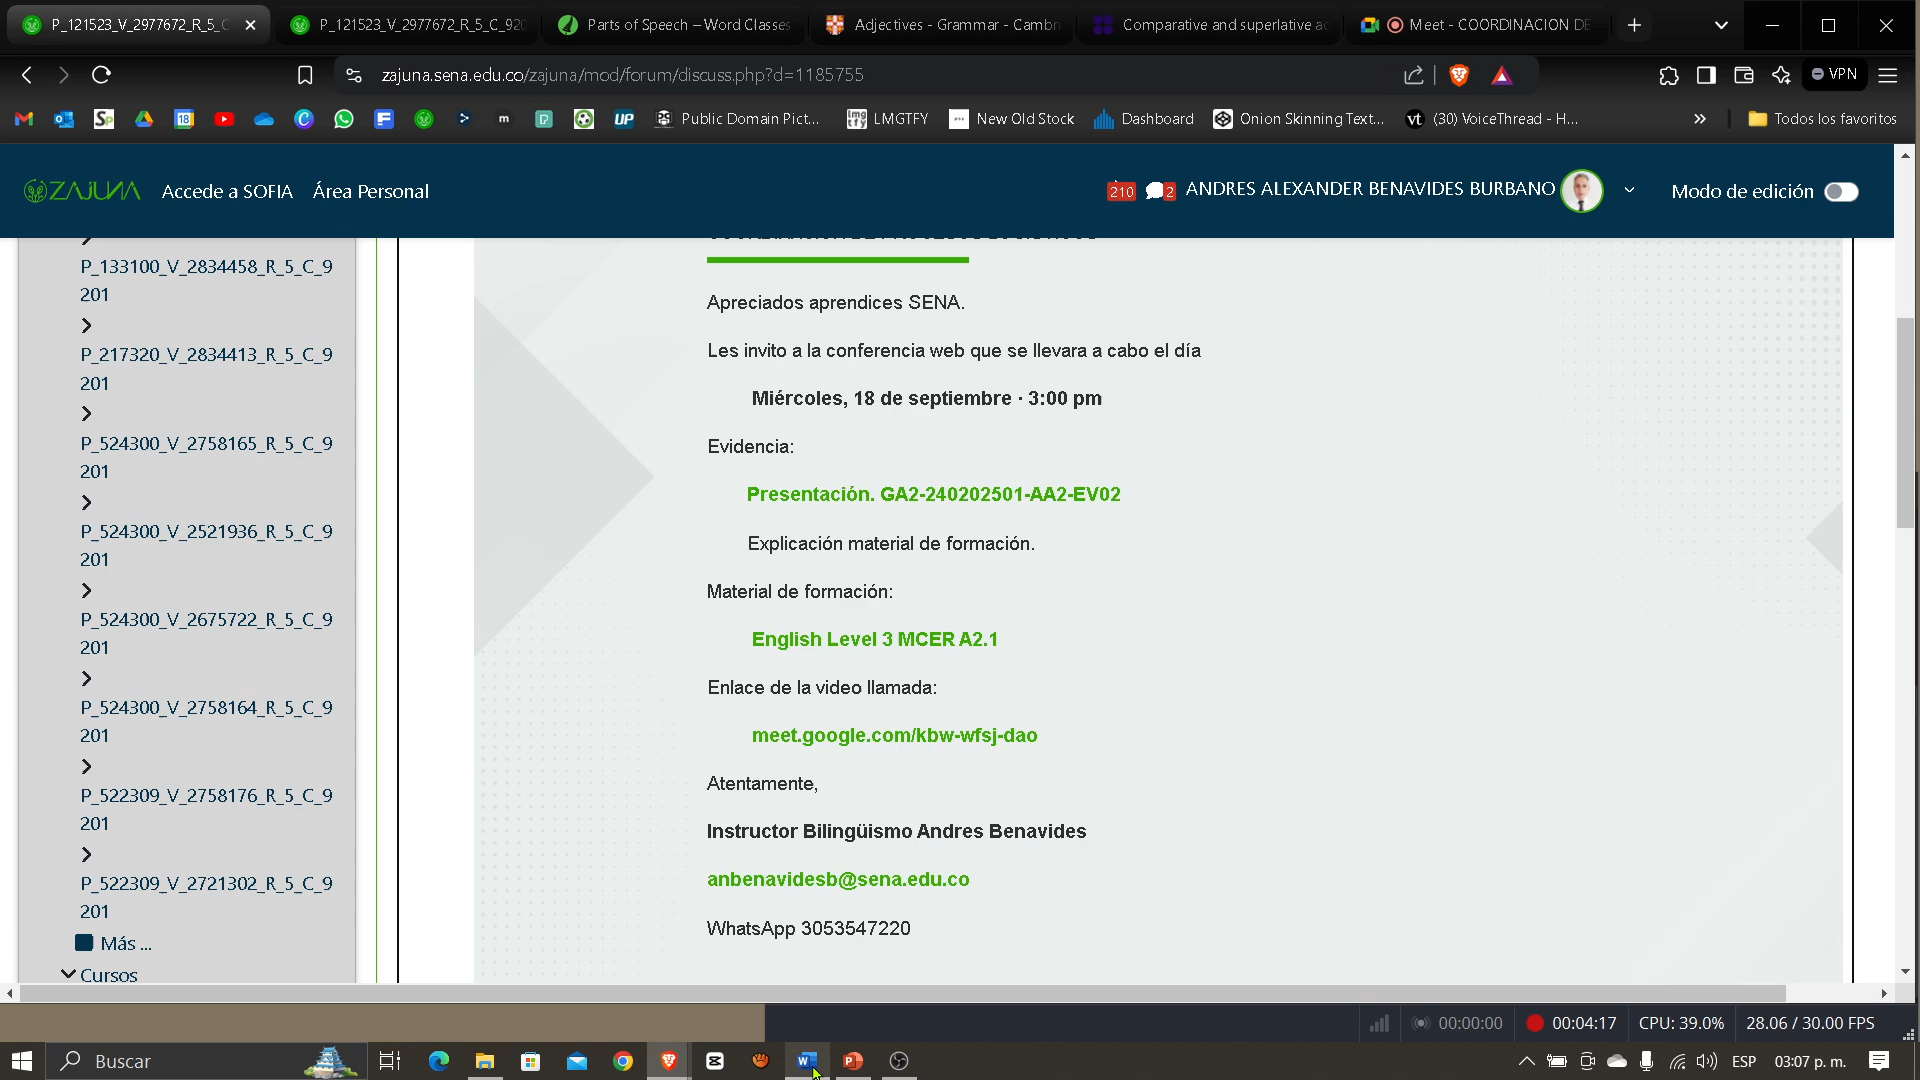 P_121523_V_2977672_R_5_C
P_121523_V_2977672_R_5_C_920
Parts of Speech – Word Classes
Adjectives - Grammar - Cambri
Comparative and superlative ad
Meet - COORDINACION DE
zajuna.sena.edu.co/zajuna/mod/forum/discuss.php?d=1185755
VPN
Public Domain Pict...
LMGTFY
New Old Stock
Dashboard
Onion Skinning Text...
(30) VoiceThread - H...
Todos los favoritos
ZAJUNA
Accede a SOFIA
Área Personal
210
2
ANDRES ALEXANDER BENAVIDES BURBANO
Modo de edición
P_133100_V_2834458_R_5_C_9
201
P_217320_V_2834413_R_5_C_9
201
P_524300_V_2758165_R_5_C_9
201
P_524300_V_2521936_R_5_C_9
201
P_524300_V_2675722_R_5_C_9
201
P_524300_V_2758164_R_5_C_9
201
P_522309_V_2758176_R_5_C_9
201
P_522309_V_2721302_R_5_C_9
201
Más ...
Cursos
Apreciados aprendices SENA.
Les invito a la conferencia web que se llevara a cabo el día
Miércoles, 18 de septiembre · 3:00 pm
Evidencia:
Presentación. GA2-240202501-AA2-EV02
Explicación material de formación.
Material de formación:
English Level 3 MCER A2.1
Enlace de la video llamada:
meet.google.com/kbw-wfsj-dao
Atentamente,
Instructor Bilingüismo Andres Benavides
anbenavidesb@sena.edu.co
WhatsApp 3053547220
00:00:00
00:04:17
CPU: 39.0%
28.06 / 30.00 FPS
Buscar
ESP
03:07 p. m.